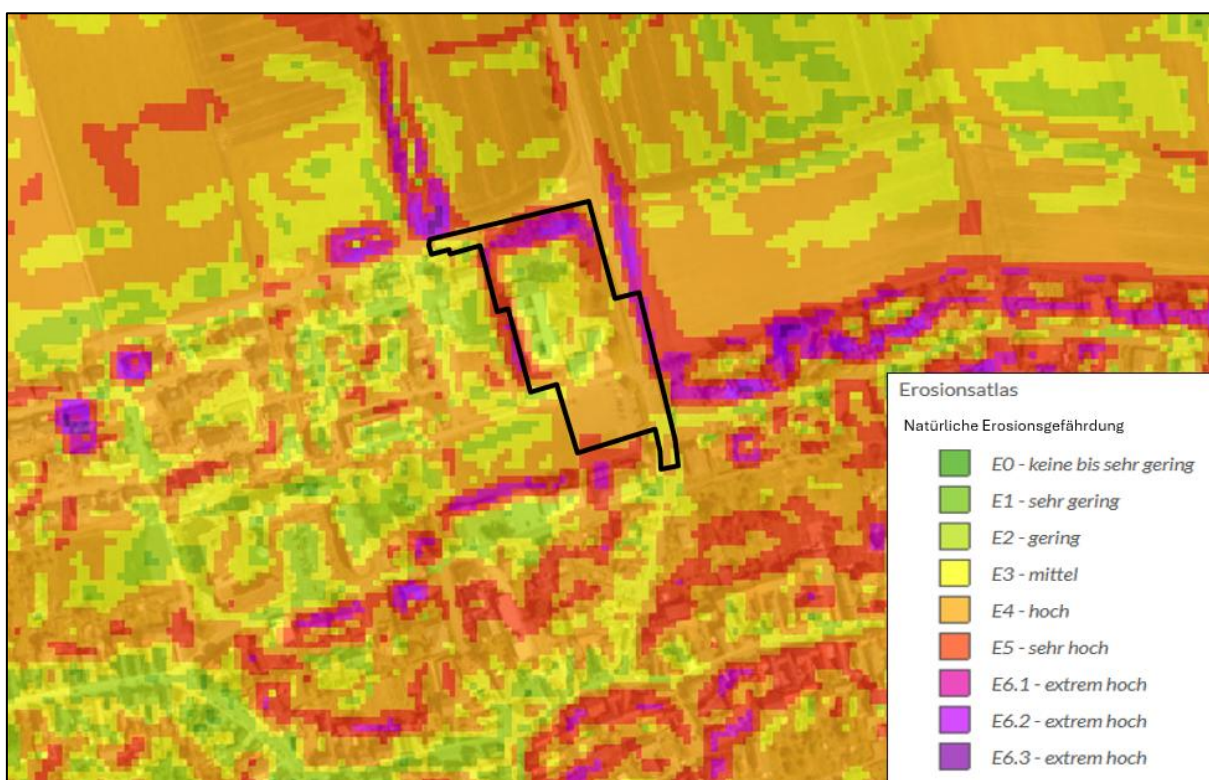 Erosionsatlas
Natürliche Erosionsgefährdung
E0 - keine bis sehr gering
E1 - sehr gering
E2 - gering
E3 - mittel
E4 - hoch
E5 - sehr hoch
E6.1 - extrem hoch
E6.2 - extrem hoch
E6.3 - extrem hoch